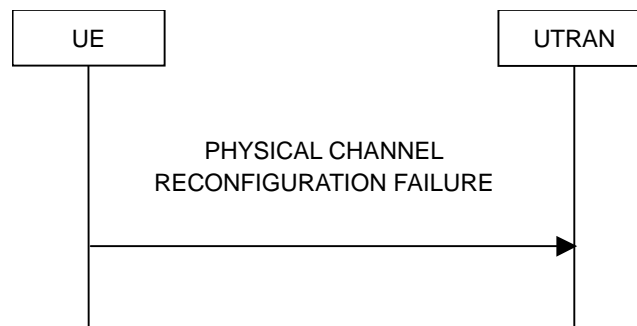 UE
UTRAN
PHYSICAL CHANNEL
RECONFIGURATION FAILURE